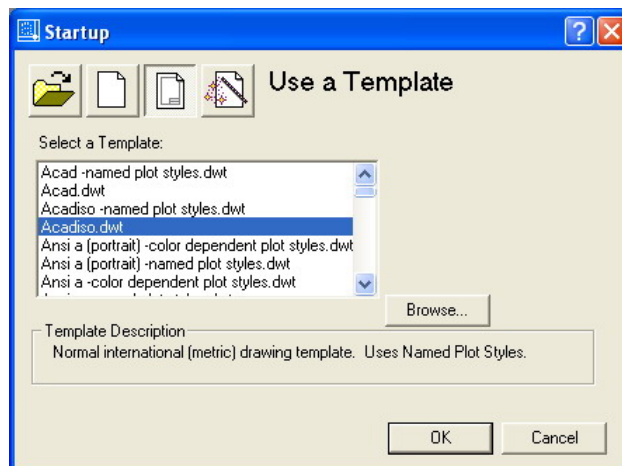 Startup
Use a Template
Select a Template:
Acad -named plot styles.dwt
Acad.dwt
Acadiso -named plot styles.dwt
Acadiso.dwt
Ansi a (portrait) -color dependent plot styles.dwt
Ansi a (portrait) -named plot styles.dwt
Ansi a -color dependent plot styles.dwt
Browse...
Template Description
Normal international (metric) drawing template.  Uses Named Plot Styles.
OK
Cancel